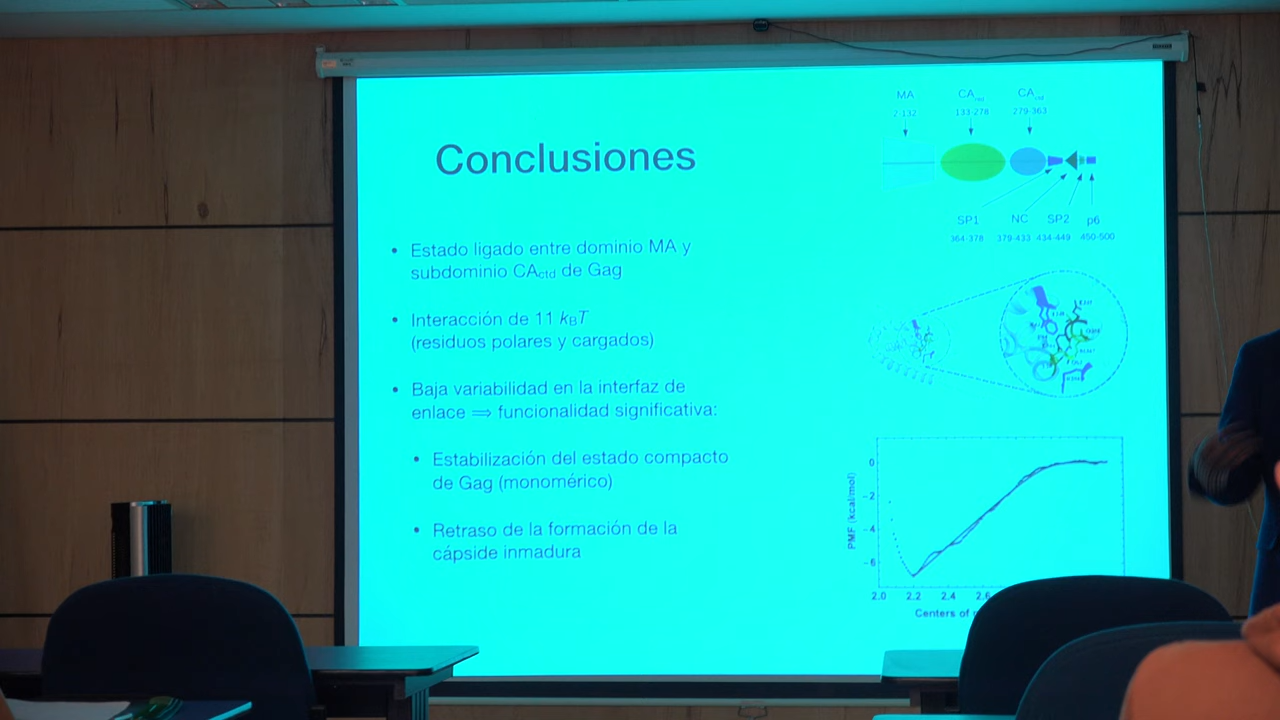 Conclusiones
• Estado ligado entre dominio MA y
subdominio CActd de Gag
• Interacción de 11 kBT
(residuos polares y cargados)
• Baja variabilidad en la interfaz de
enlace ⟹ funcionalidad significativa:
• Estabilización del estado compacto
de Gag (monomérico)
• Retraso de la formación de la
cápside inmadura
MA CA CA
2-132 133-278 279-363
SP1 NC SP2 p6
364-378 379-433 434-449 450-500
PMF (kcal/mol)
0
−2
−4
−6
2.0 2.2 2.4 2.6
Centers of